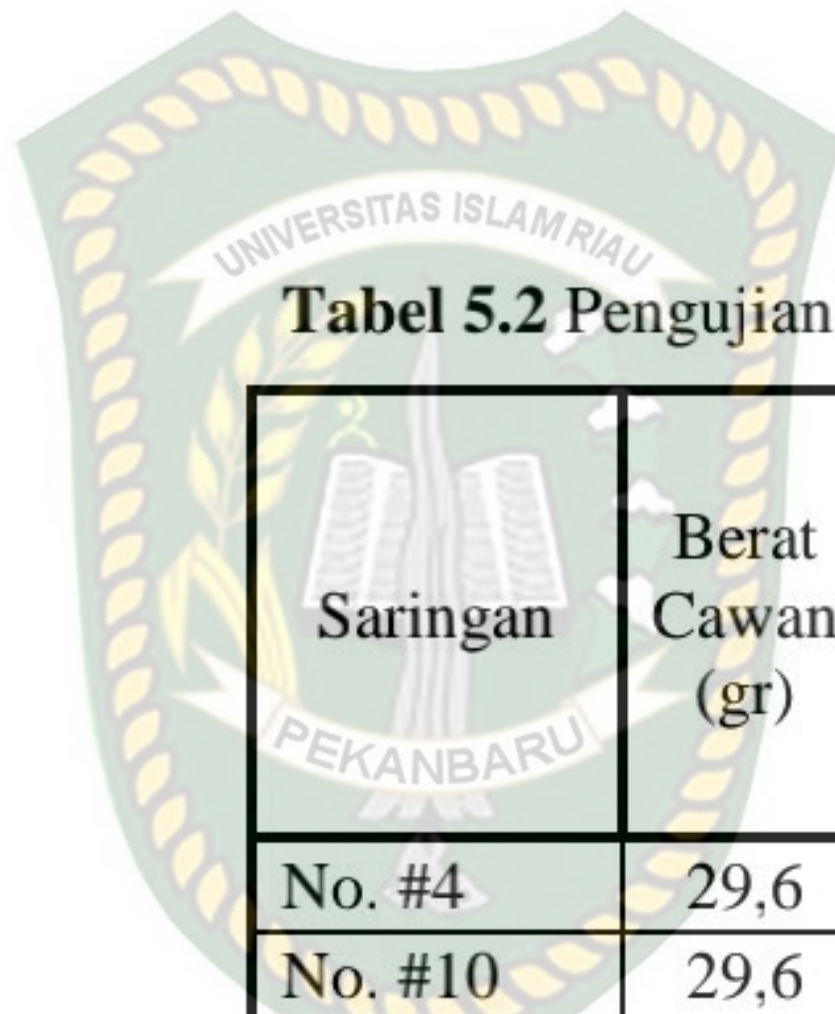 UNIVERSITAS ISLAM RIAU
Tabel 5.2 Pengujian
Saringan
Berat
Cawan
(gr)
PEKANBARU
No. #4 29,6
No. #10 29,6